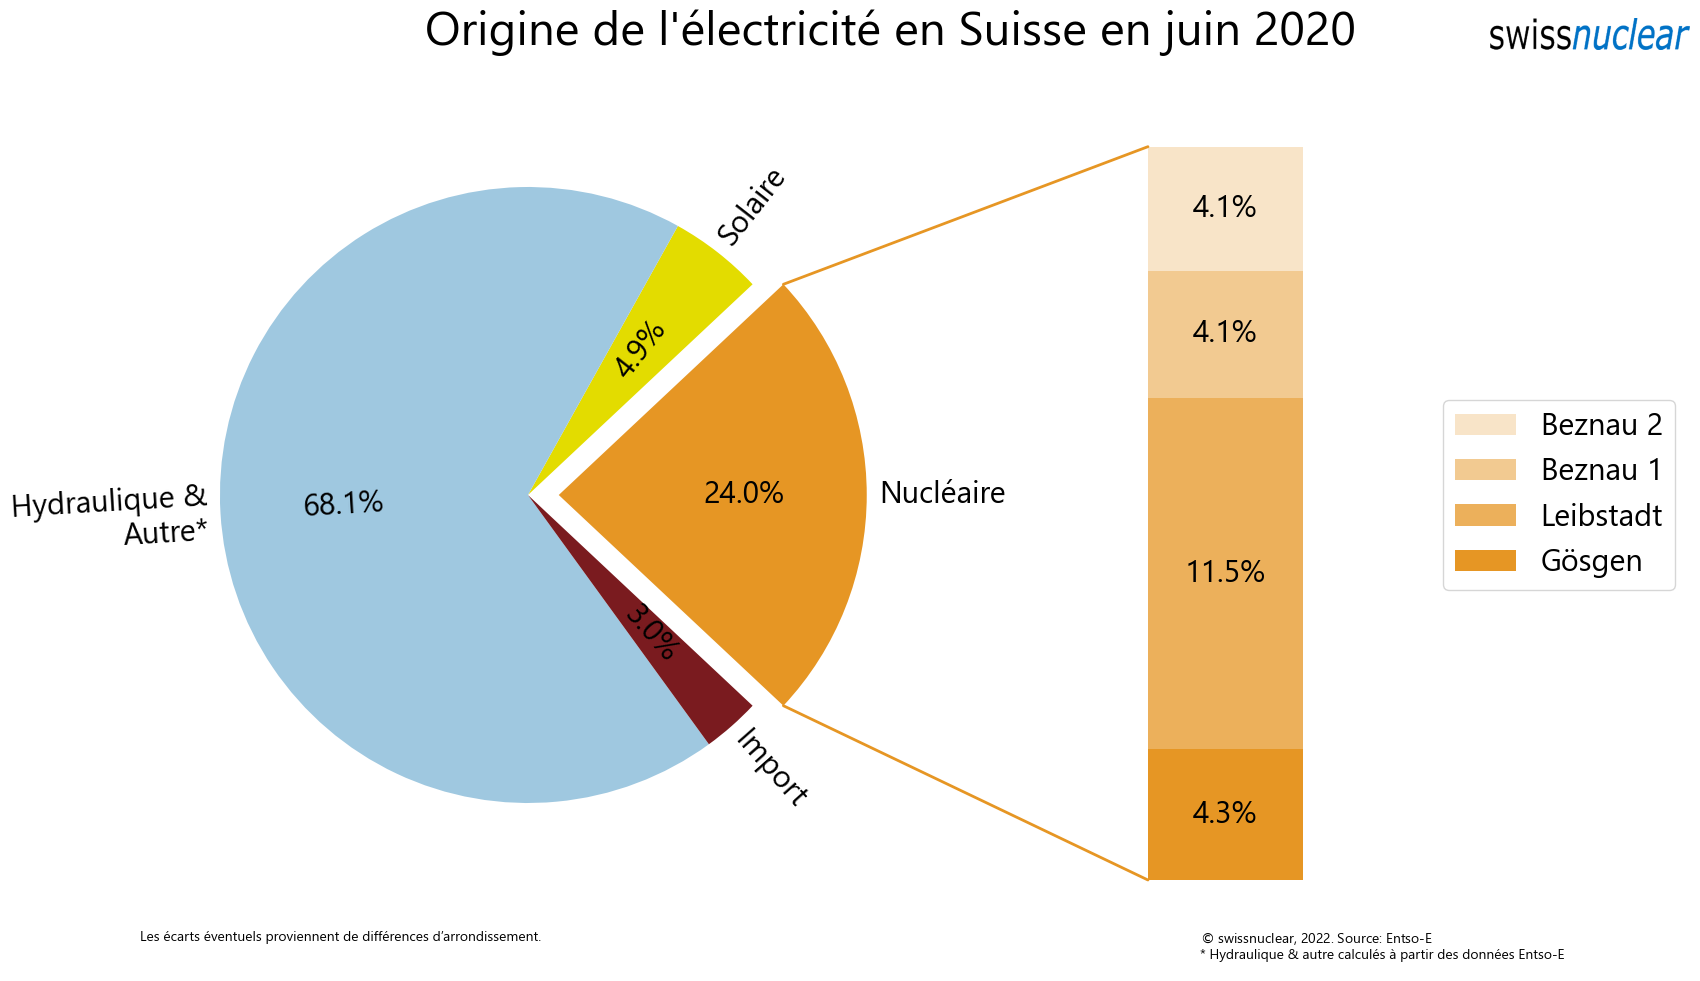 Origine de l'électricité en Suisse en juin 2020
swissnuclear
Solaire
4.9%
Hydraulique &
Autre*
68.1%
24.0%
Nucléaire
3.0%
Import
4.1%
4.1%
11.5%
4.3%
Beznau 2
Beznau 1
Leibstadt
Gösgen
Les écarts éventuels proviennent de différences d’arrondissement.
© swissnuclear, 2022. Source: Entso-E
* Hydraulique & autre calculés à partir des données Entso-E